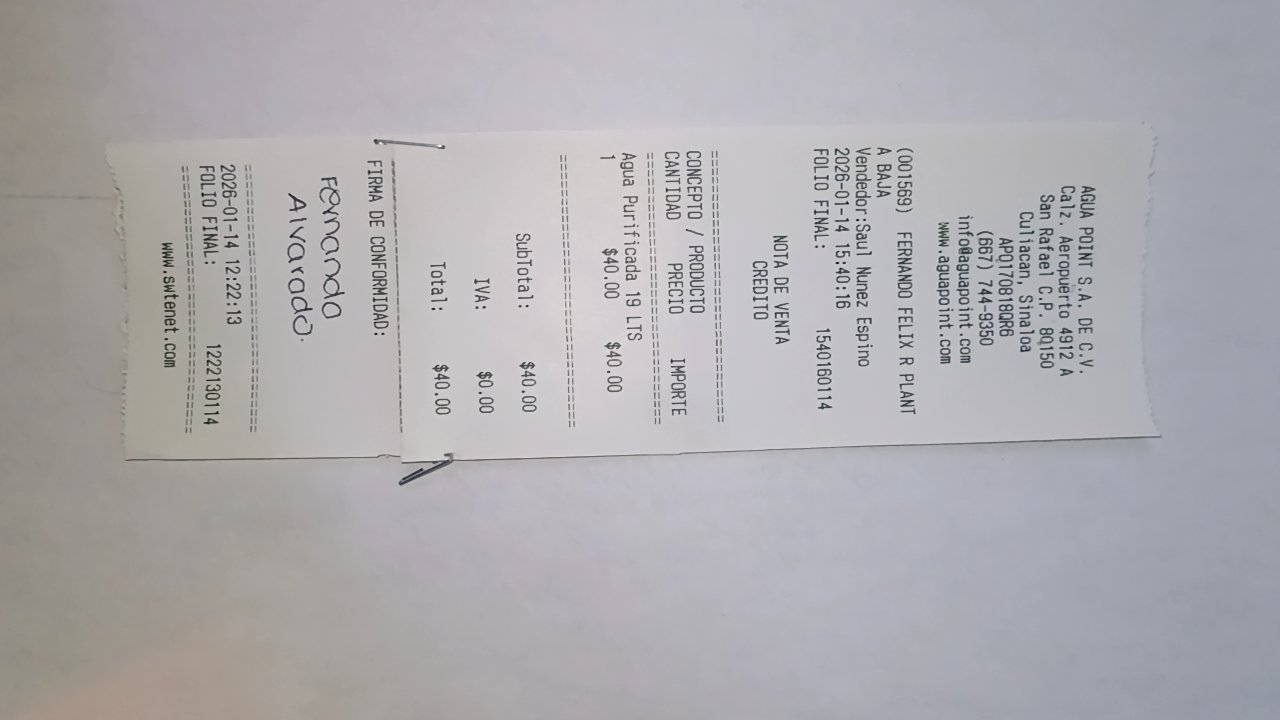 AGUA POINT S.A. DE C.V.
Calz. Aeropuerto 4912 A
San Rafael C.P. 80150
Culiacan, Sinaloa
APO170818QR6
(667) 744-9350
info@aguapoint.com
www.aguapoint.com
(001569) FERNANDO FELIX R PLANT
A BAJA
Vendedor:Saul Nunez Espino
2026-01-14 15:40:16
FOLIO FINAL: 1540160114
NOTA DE VENTA
CREDITO
==============================
CONCEPTO / PRODUCTO
CANTIDAD PRECIO IMPORTE
==============================
Agua Purificada 19 LTS
1 $40.00 $40.00
==============================
SubTotal: $40.00
IVA: $0.00
Total: $40.00
FIRMA DE CONFORMIDAD:
Fernanda
Alvarado.
==============================
2026-01-14 12:22:13
FOLIO FINAL: 1222130114
==============================
www.swtenet.com